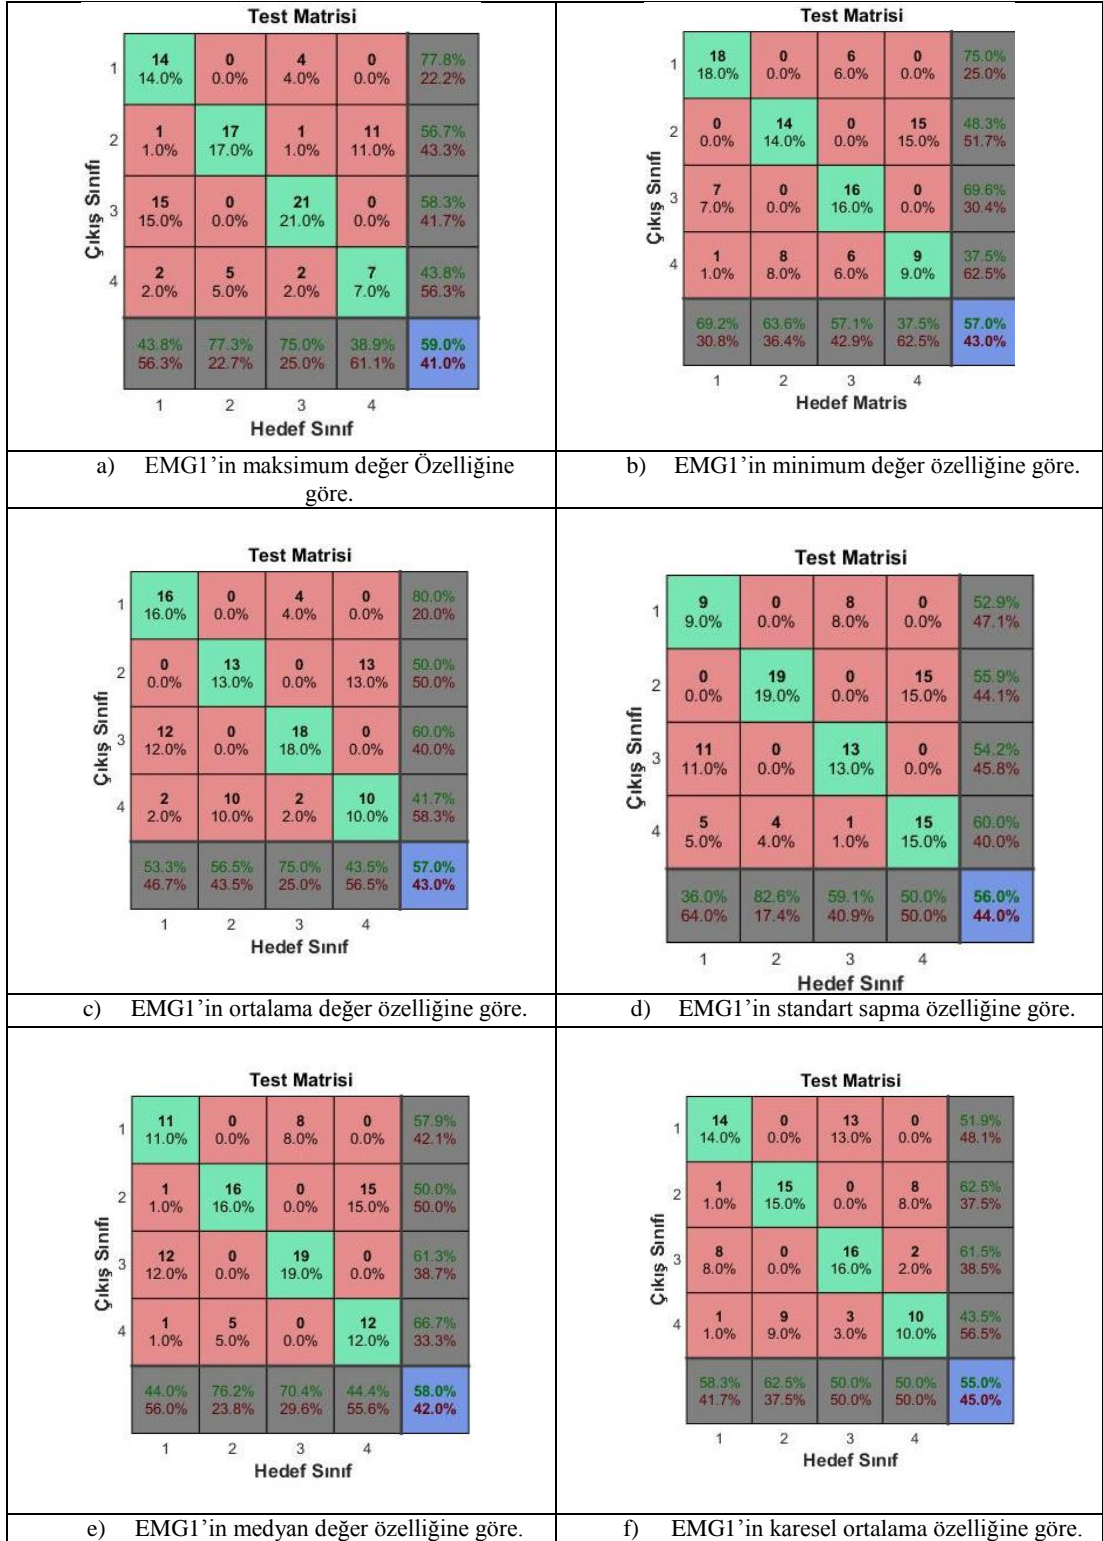 Test Matrisi
1 14 0 4 0 77.8%
14.0% 0.0% 4.0% 0.0% 22.2%
2 1 17 1 11 56.7%
1.0% 17.0% 1.0% 11.0% 43.3%
3 15 0 21 0 58.3%
15.0% 0.0% 21.0% 0.0% 41.7%
4 2 5 2 7 43.8%
2.0% 5.0% 2.0% 7.0% 56.3%
43.8% 77.3% 75.0% 38.9% 59.0%
56.3% 22.7% 25.0% 61.1% 41.0%
1 2 3 4
Çıkış Sınıfı
Hedef Sınıf
a) EMG1’in maksimum değer Özelliğine
göre.
Test Matrisi
1 18 0 6 0 75.0%
18.0% 0.0% 6.0% 0.0% 25.0%
2 0 14 0 15 48.3%
0.0% 14.0% 0.0% 15.0% 51.7%
3 7 0 16 0 69.6%
7.0% 0.0% 16.0% 0.0% 30.4%
4 1 8 6 9 37.5%
1.0% 8.0% 6.0% 9.0% 62.5%
69.2% 63.6% 57.1% 37.5% 57.0%
30.8% 36.4% 42.9% 62.5% 43.0%
1 2 3 4
Çıkış Sınıfı
Hedef Matris
b) EMG1’in minimum değer özelliğine göre.
Test Matrisi
1 16 0 4 0 80.0%
16.0% 0.0% 4.0% 0.0% 20.0%
2 0 13 0 13 50.0%
0.0% 13.0% 0.0% 13.0% 50.0%
3 12 0 18 0 60.0%
12.0% 0.0% 18.0% 0.0% 40.0%
4 2 10 2 10 41.7%
2.0% 10.0% 2.0% 10.0% 58.3%
53.3% 56.5% 75.0% 43.5% 57.0%
46.7% 43.5% 25.0% 56.5% 43.0%
1 2 3 4
Çıkış Sınıfı
Hedef Sınıf
c) EMG1’in ortalama değer özelliğine göre.
Test Matrisi
1 9 0 8 0 52.9%
9.0% 0.0% 8.0% 0.0% 47.1%
2 0 19 0 15 55.9%
0.0% 19.0% 0.0% 15.0% 44.1%
3 11 0 13 0 54.2%
11.0% 0.0% 13.0% 0.0% 45.8%
4 5 4 1 15 60.0%
5.0% 4.0% 1.0% 15.0% 40.0%
36.0% 82.6% 59.1% 50.0% 56.0%
64.0% 17.4% 40.9% 50.0% 44.0%
1 2 3 4
Çıkış Sınıfı
Hedef Sınıf
d) EMG1’in standart sapma özelliğine göre.
Test Matrisi
1 11 0 8 0 57.9%
11.0% 0.0% 8.0% 0.0% 42.1%
2 1 16 0 15 50.0%
1.0% 16.0% 0.0% 15.0% 50.0%
3 12 0 19 0 61.3%
12.0% 0.0% 19.0% 0.0% 38.7%
4 1 5 0 12 66.7%
1.0% 5.0% 0.0% 12.0% 33.3%
44.0% 76.2% 70.4% 44.4% 58.0%
56.0% 23.8% 29.6% 55.6% 42.0%
1 2 3 4
Çıkış Sınıfı
Hedef Sınıf
e) EMG1’in medyan değer özelliğine göre.
Test Matrisi
1 14 0 13 0 51.9%
14.0% 0.0% 13.0% 0.0% 48.1%
2 1 15 0 8 62.5%
1.0% 15.0% 0.0% 8.0% 37.5%
3 8 0 16 2 61.5%
8.0% 0.0% 16.0% 2.0% 38.5%
4 1 9 3 10 43.5%
1.0% 9.0% 3.0% 10.0% 56.5%
58.3% 62.5% 50.0% 50.0% 55.0%
41.7% 37.5% 50.0% 50.0% 45.0%
1 2 3 4
Çıkış Sınıfı
Hedef Sınıf
f) EMG1’in karesel ortalama özelliğine göre.